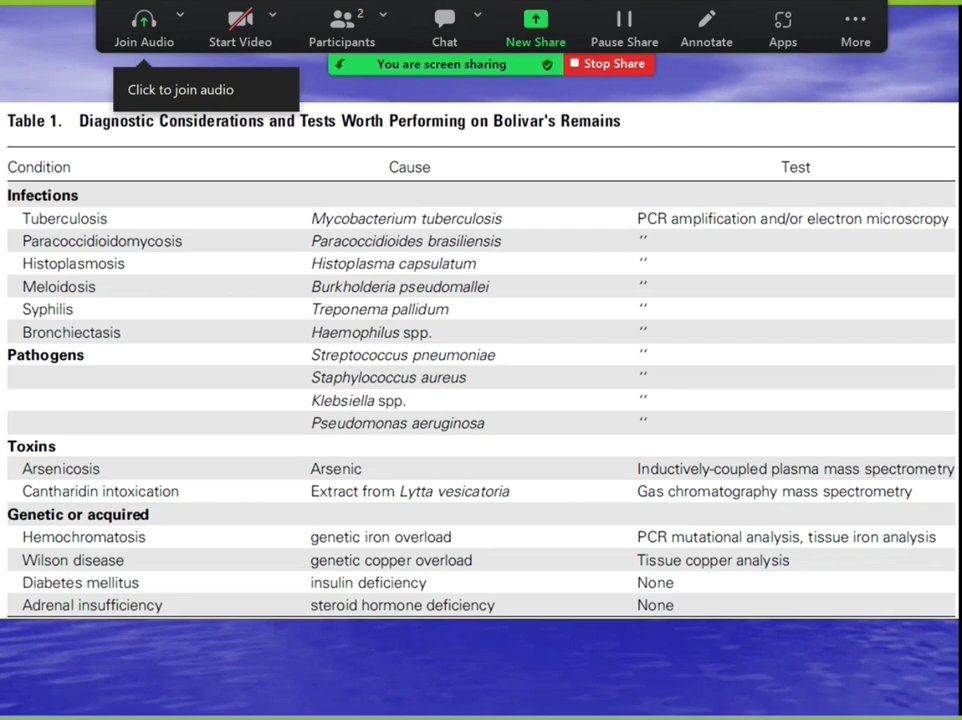 Join Audio Start Video Participants 2 Chat New Share Pause Share Annotate Apps More
You are screen sharing Stop Share
Click to join audio
Table 1. Diagnostic Considerations and Tests Worth Performing on Bolivar's Remains
Condition Cause Test
Infections
Tuberculosis Mycobacterium tuberculosis PCR amplification and/or electron microscopy
Paracoccidioidomycosis Paracoccidioides brasiliensis ″
Histoplasmosis Histoplasma capsulatum ″
Meloidosis Burkholderia pseudomallei ″
Syphilis Treponema pallidum ″
Bronchiectasis Haemophilus spp. ″
Pathogens Streptococcus pneumoniae ″
Staphylococcus aureus ″
Klebsiella spp. ″
Pseudomonas aeruginosa ″
Toxins
Arsenicosis Arsenic Inductively-coupled plasma mass spectrometry
Cantharidin intoxication Extract from Lytta vesicatoria Gas chromatography mass spectrometry
Genetic or acquired
Hemochromatosis genetic iron overload PCR mutational analysis, tissue iron analysis
Wilson disease genetic copper overload Tissue copper analysis
Diabetes mellitus insulin deficiency None
Adrenal insufficiency steroid hormone deficiency None